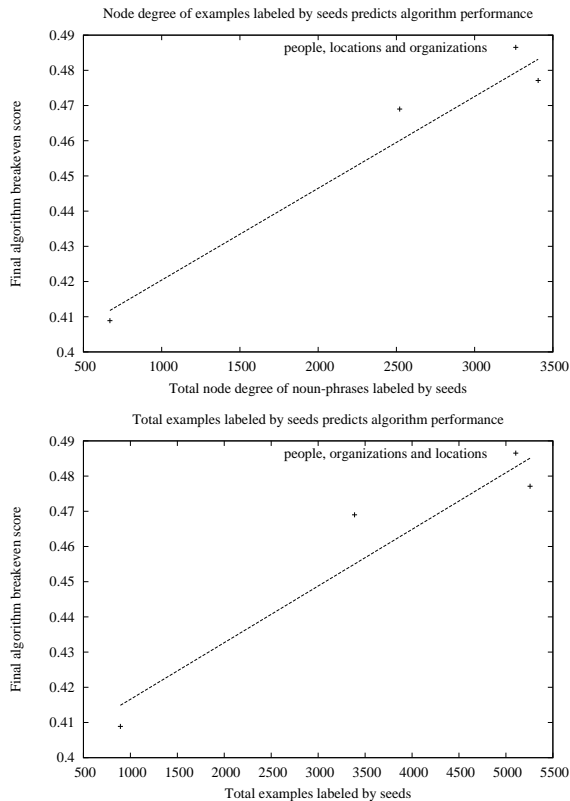 Node degree of examples labeled by seeds predicts algorithm performance
0.49
0.48
0.47
0.46
0.45
0.44
0.43
0.42
0.41
0.4
500 1000 1500 2000 2500 3000 3500
people, locations and organizations
Final algorithm breakeven score
Total node degree of noun-phrases labeled by seeds
Total examples labeled by seeds predicts algorithm performance
0.49
0.48
0.47
0.46
0.45
0.44
0.43
0.42
0.41
0.4
500 1000 1500 2000 2500 3000 3500 4000 4500 5000 5500
people, organizations and locations
Final algorithm breakeven score
Total examples labeled by seeds